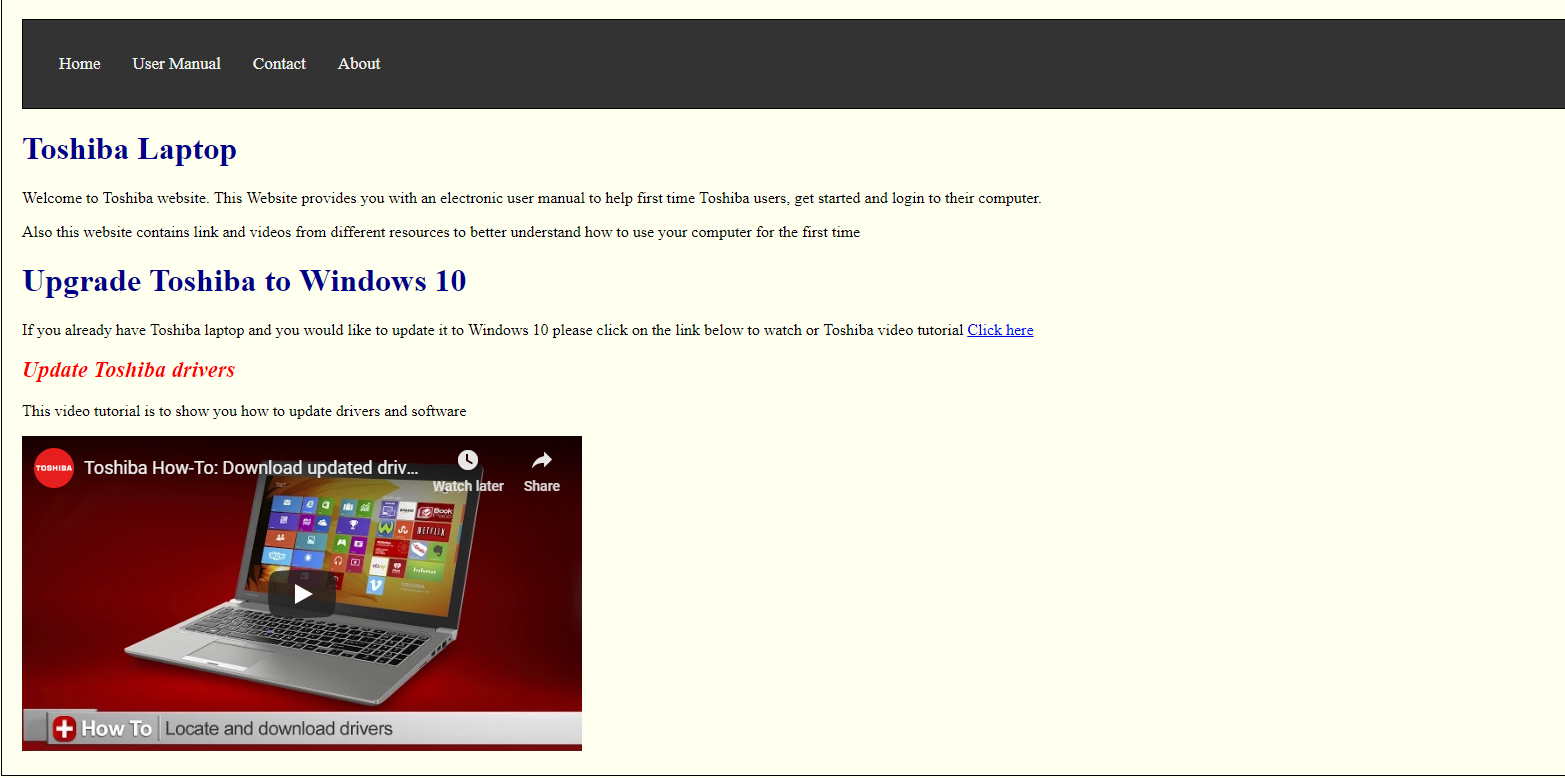 Home User Manual Contact About
Toshiba Laptop
Welcome to Toshiba website. This Website provides you with an electronic user manual to help first time Toshiba users, get started and login to their computer.
Also this website contains link and videos from different resources to better understand how to use your computer for the first time
Upgrade Toshiba to Windows 10
If you already have Toshiba laptop and you would like to update it to Windows 10 please click on the link below to watch or Toshiba video tutorial Click here
Update Toshiba drivers
This video tutorial is to show you how to update drivers and software
TOSHIBA Toshiba How-To: Download updated driv...
Watch later Share
Start
Book
NETFLIX
hulu
TOSHIBA
How To Locate and download drivers